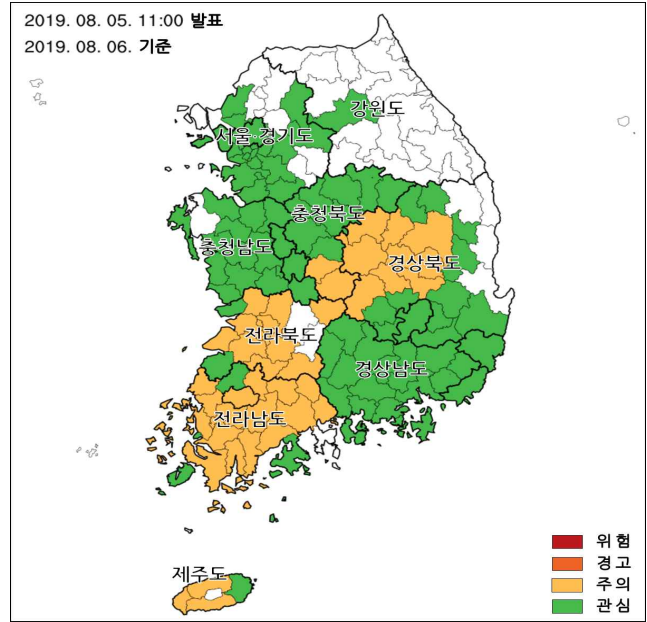 2019. 08. 05. 11:00 발표
2019. 08. 06. 기준
강원도
서울·경기도
충청북도
충청남도
경상북도
전라북도
경상남도
전라남도
제주도
위험
경고
주의
관심